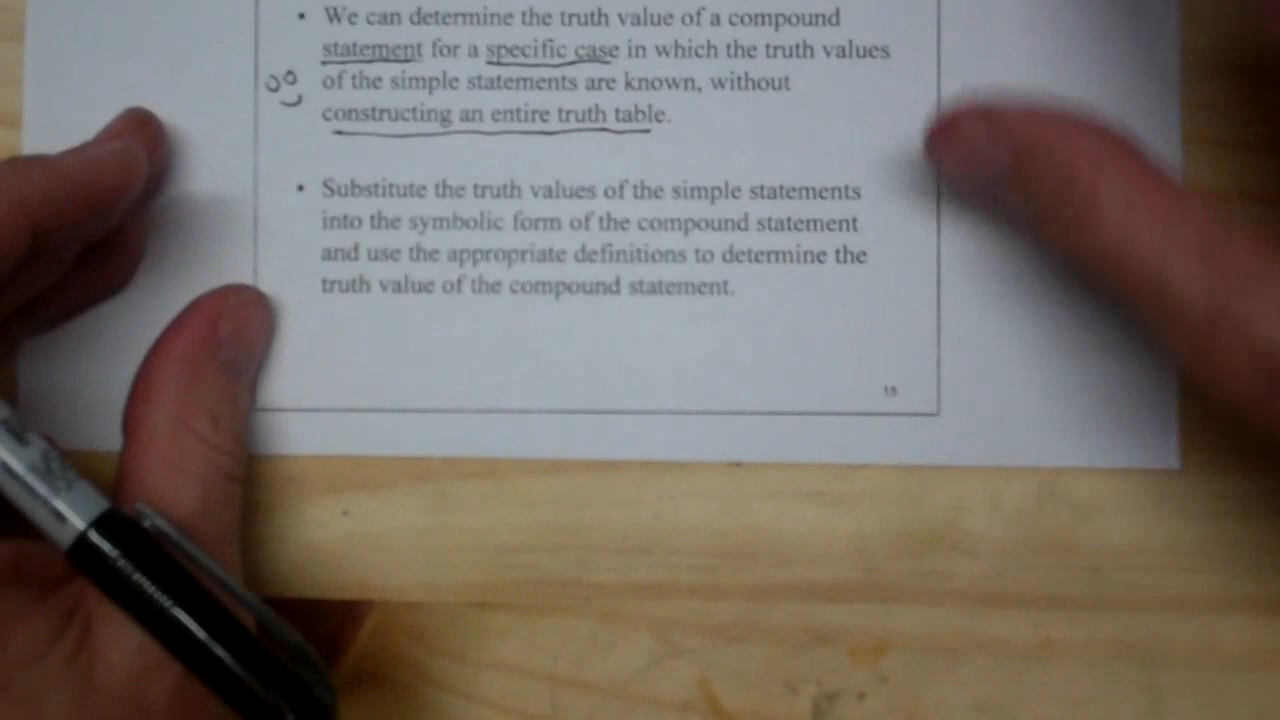 • We can determine the truth value of a compound
statement for a specific case in which the truth values
of the simple statements are known, without
constructing an entire truth table.
• Substitute the truth values of the simple statements
into the symbolic form of the compound statement
and use the appropriate definitions to determine the
truth value of the compound statement.